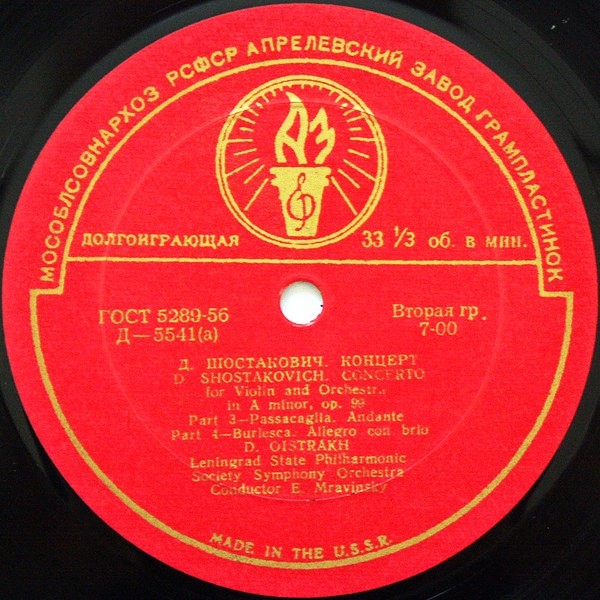 МОСОБЛСОВНАРХОЗ РСФСР АПРЕЛЕВСКИЙ ЗАВОД ГРАМПЛАСТИНОК
АЗ
ДОЛГОИГРАЮЩАЯ 33 1/3 об. в мин.
ГОСТ 5289-56 Вторая гр.
Д—5541(а) 7-00
Д. ШОСТАКОВИЧ. КОНЦЕРТ
D SHOSTAKOVICH. CONCERTO
for Violin and Orchestra
in A minor, op. 99
Part 3—Passacaglia. Andante
Part 4—Burlesca. Allegro con brio
D. OISTRAKH
Leningrad State Philharmonic
Society Symphony Orchestra
Conductor E. Mravinsky
MADE IN THE U.S.S.R.